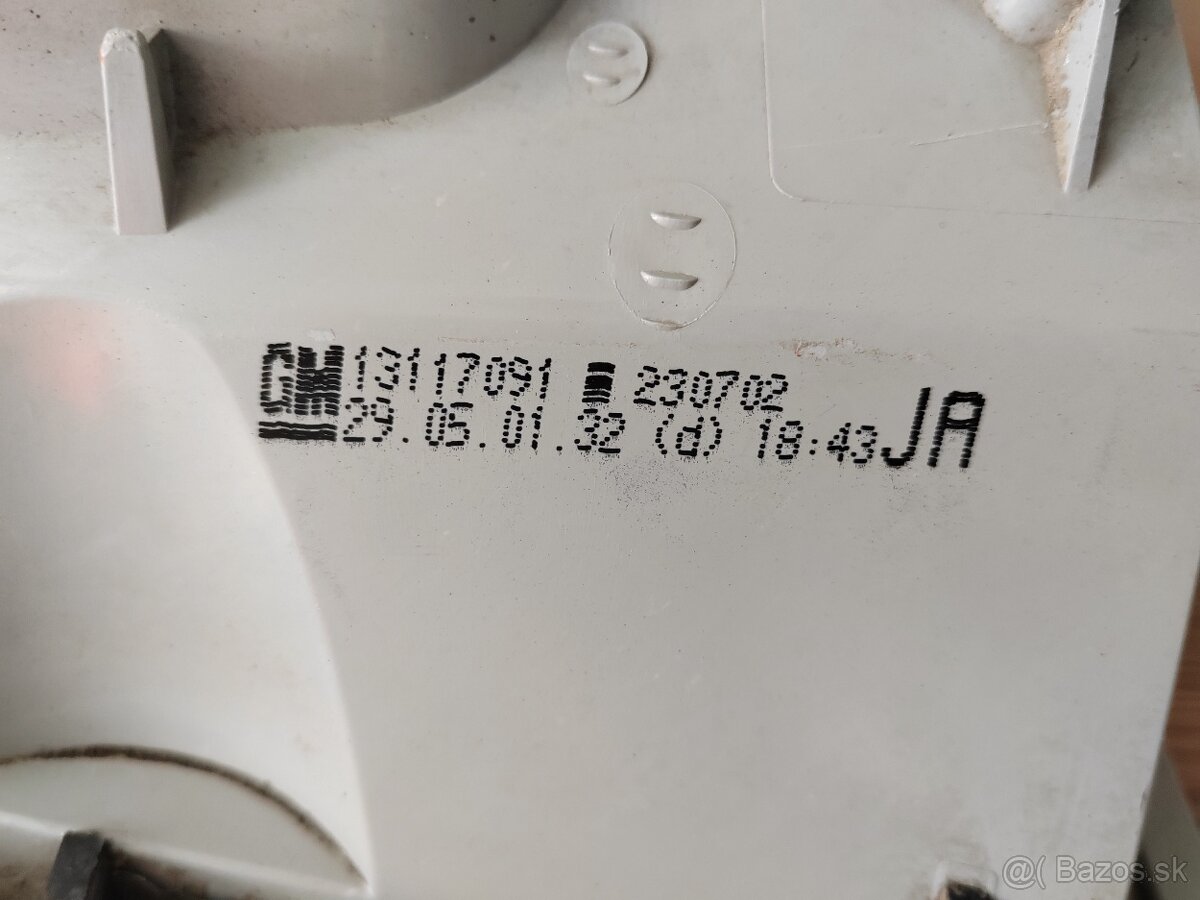 GM 13117091 230702
29.05.01.32 (d) 18:43 JA
@( Bazos.sk